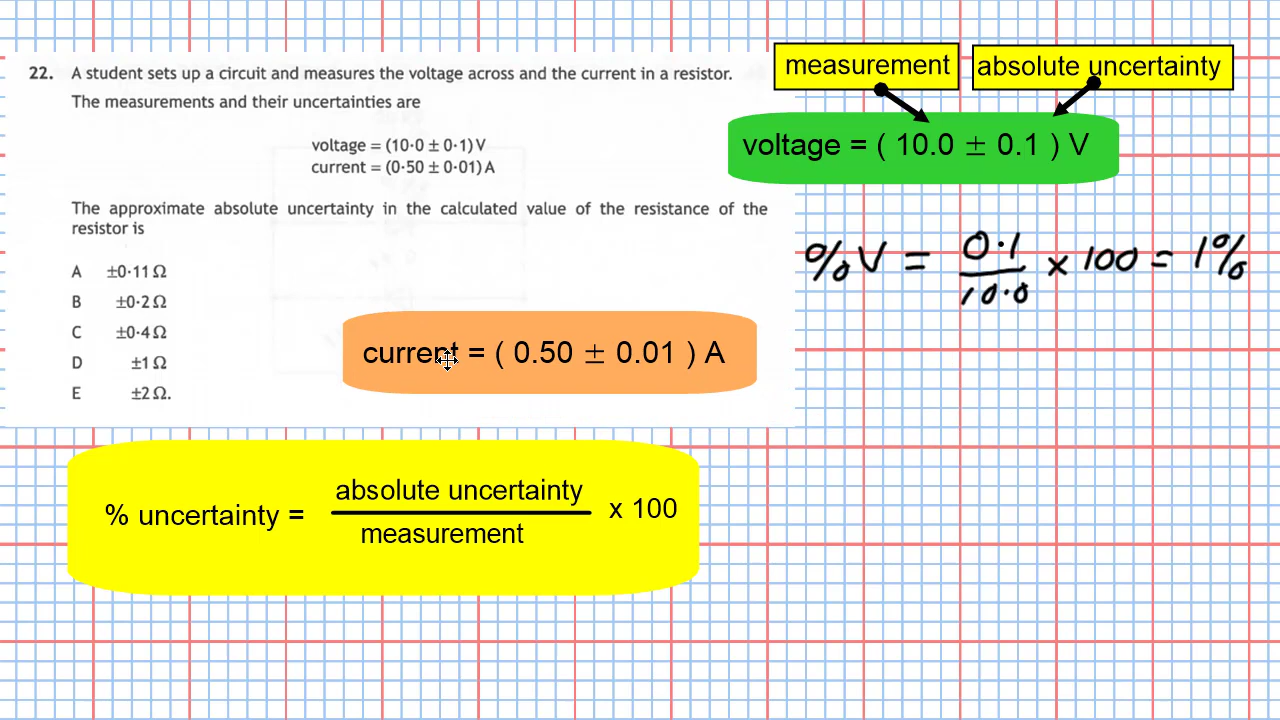 22. A student sets up a circuit and measures the voltage across and the current in a resistor.
The measurements and their uncertainties are
voltage = (10·0 ± 0·1) V
current = (0·50 ± 0·01) A
The approximate absolute uncertainty in the calculated value of the resistance of the
resistor is
A ±0·11 Ω
B ±0·2 Ω
C ±0·4 Ω
D ±1 Ω
E ±2 Ω.
measurement absolute uncertainty
voltage = ( 10.0 ± 0.1 ) V
%V = 0·1 / 10·0 × 100 = 1%
current = ( 0.50 ± 0.01 ) A
absolute uncertainty
% uncertainty = x 100
measurement